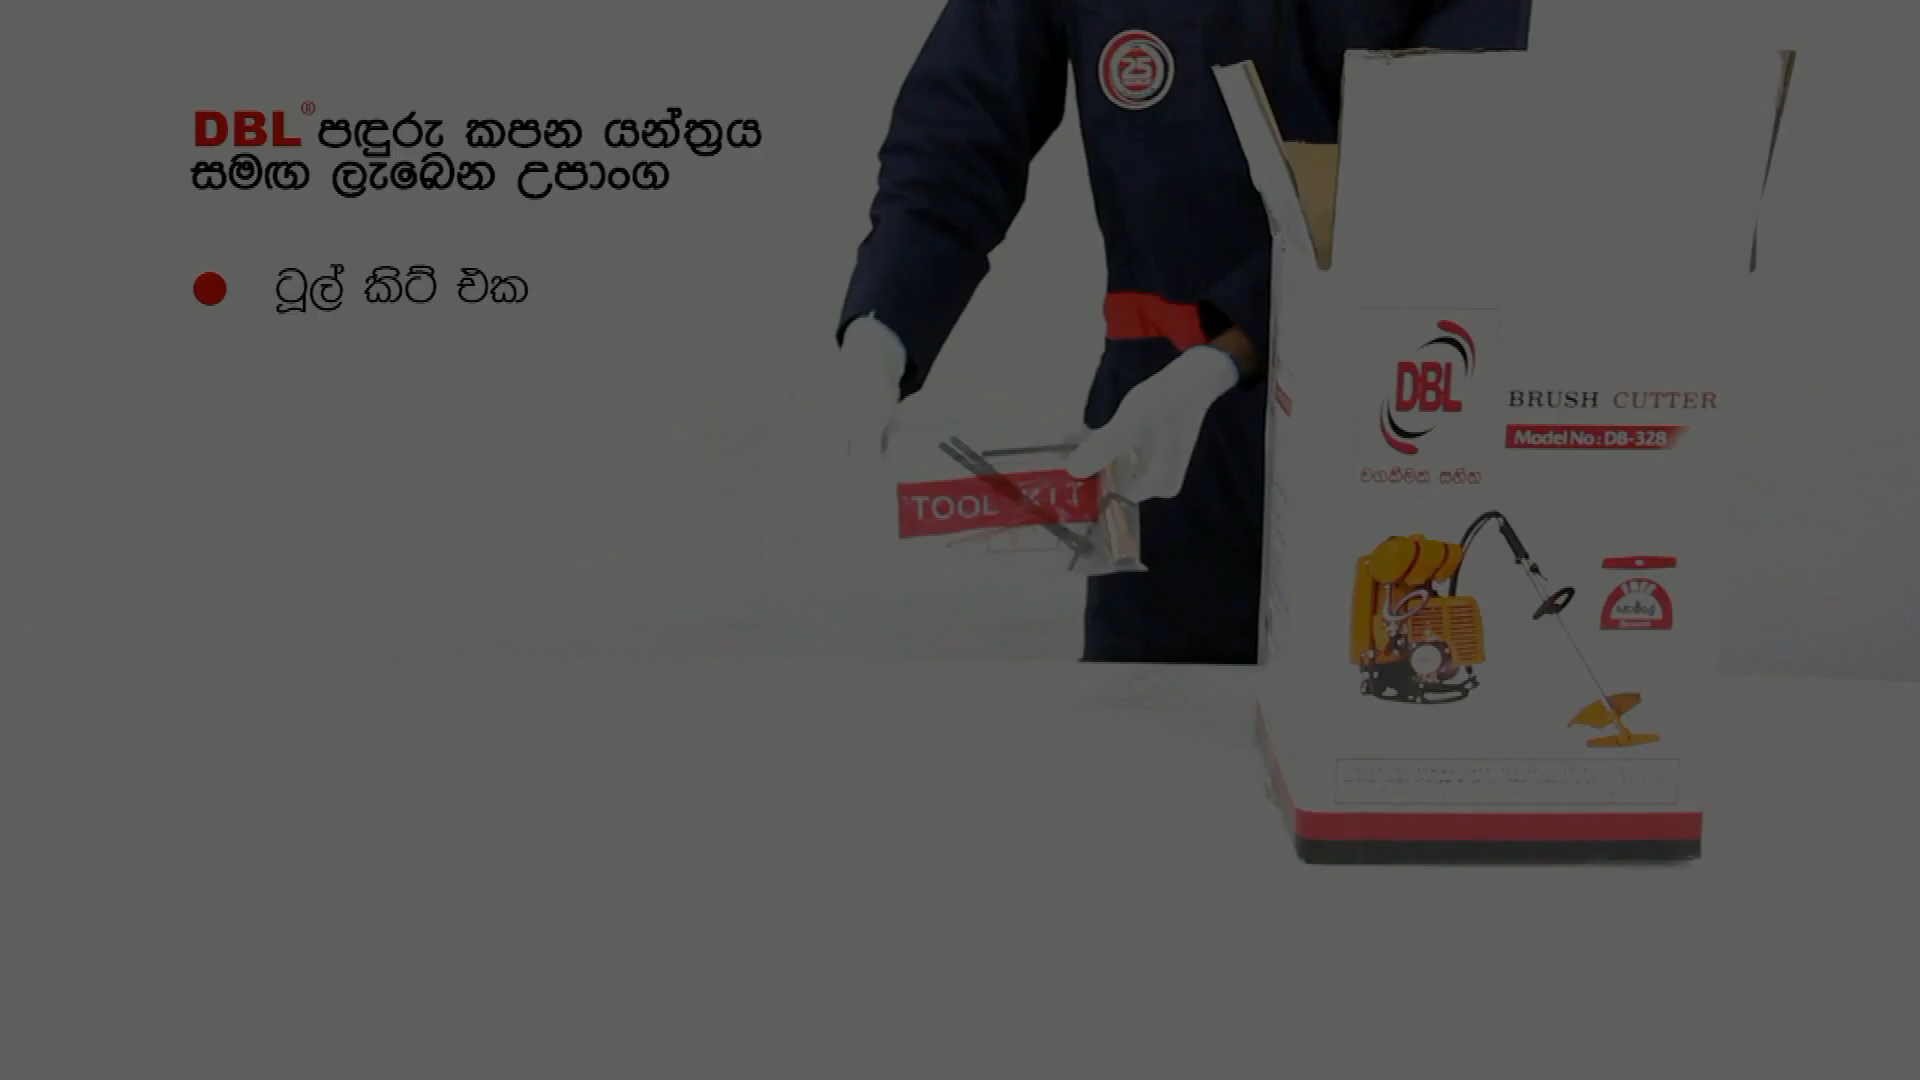 DBL® පඳුරු කපන යන්ත්‍රය
සමඟ ලැබෙන උපාංග
ටූල් කිට් එක
25
TOOL KIT
DBL
BRUSH CUTTER
Model No : DB-328
වගකීමක් සහිත